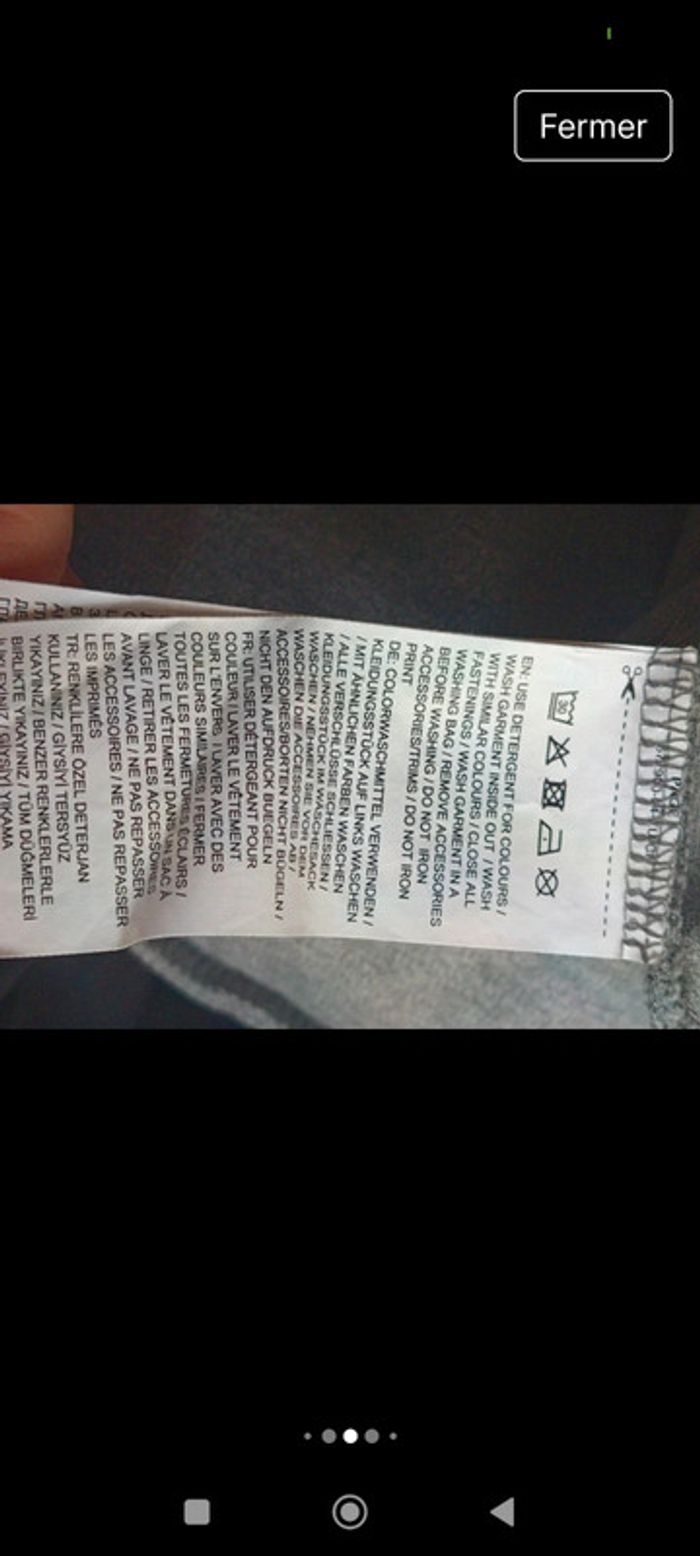 Fermer
30
EN: USE DETERGENT FOR COLOURS /
WASH GARMENT INSIDE OUT / WASH
WITH SIMILAR COLOURS / CLOSE ALL
FASTENINGS / WASH GARMENT IN A
WASHING BAG / REMOVE ACCESSORIES
BEFORE WASHING / DO NOT IRON
ACCESSORIES/TRIMS / DO NOT IRON
PRINT
DE: COLORWASCHMITTEL VERWENDEN /
KLEIDUNGSSTÜCK AUF LINKS WASCHEN
/ MIT ÄHNLICHEN FARBEN WASCHEN
/ ALLE VERSCHLÜSSE SCHLIESSEN /
KLEIDUNGSSTÜCK IM WÄSCHESACK
WASCHEN / NEHMEN SIE VOR DEM
WASCHEN DIE ACCESSOIRES AB /
ACCESSOIRES/BORTEN NICHT BÜGELN /
NICHT DEN AUFDRUCK BUEGELN
FR: UTILISER DÉTERGEANT POUR
COULEUR / LAVER LE VÊTEMENT
SUR L'ENVERS / LAVER AVEC DES
COULEURS SIMILAIRES / FERMER
TOUTES LES FERMETURES ÉCLAIRS /
LAVER LE VÊTEMENT DANS UN SAC À
LINGE / RETIRER LES ACCESSOIRES
AVANT LAVAGE / NE PAS REPASSER
LES ACCESSOIRES / NE PAS REPASSER
LES IMPRIMÉS
TR: RENKLİLERE ÖZEL DETERJAN
KULLANINIZ / GİYSİYİ TERSYÜZ
YIKAYINIZ / BENZER RENKLERLERLE
BİRLİKTE YIKAYINIZ / TÜM DÜĞMELERİ